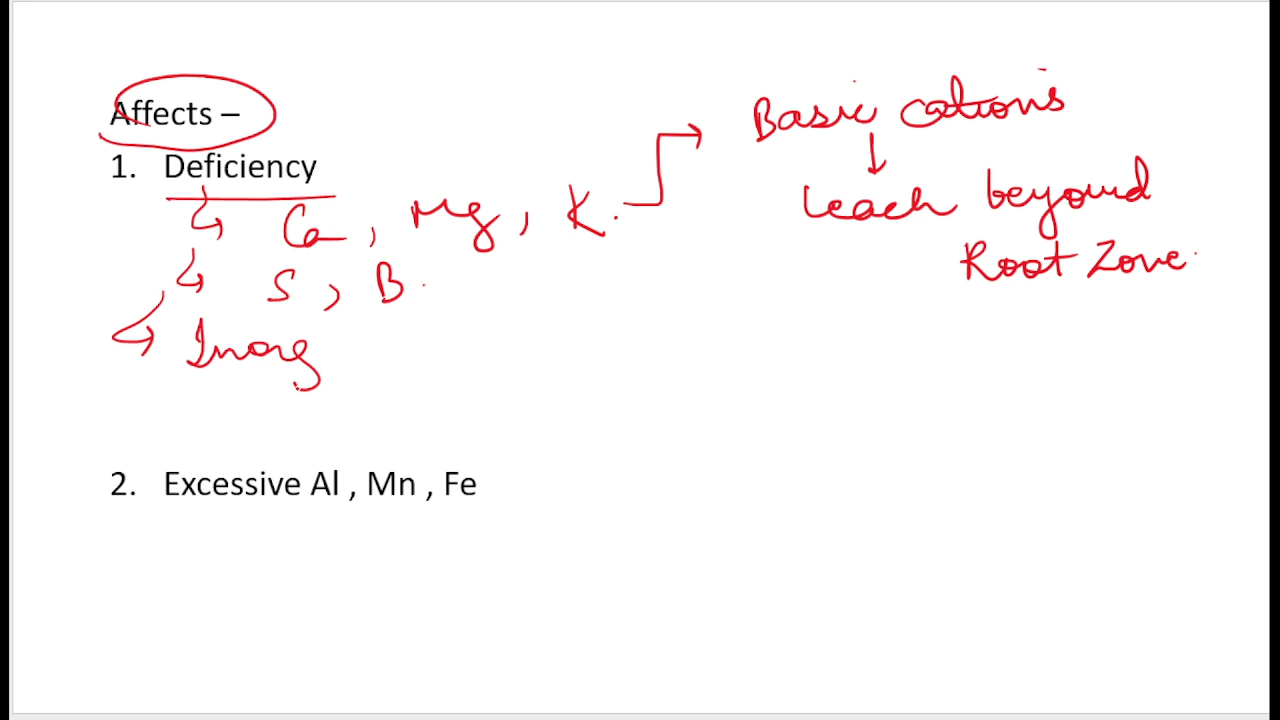 Affects –
1. Deficiency
Ca, Mg, K.
Basic cations
Leach beyond
Root Zone.
S, B.
Inorg
2. Excessive Al , Mn , Fe